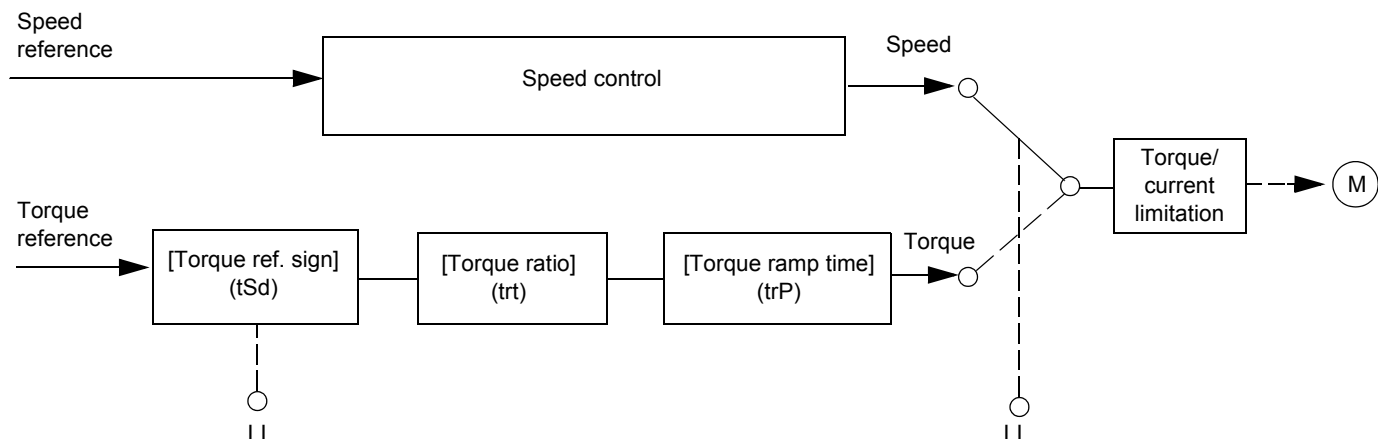 Speed
reference
Speed control
Speed
Torque/
current
limitation
M
Torque
reference
[Torque ref. sign]
(tSd)
[Torque ratio]
(trt)
[Torque ramp time]
(trP)
Torque